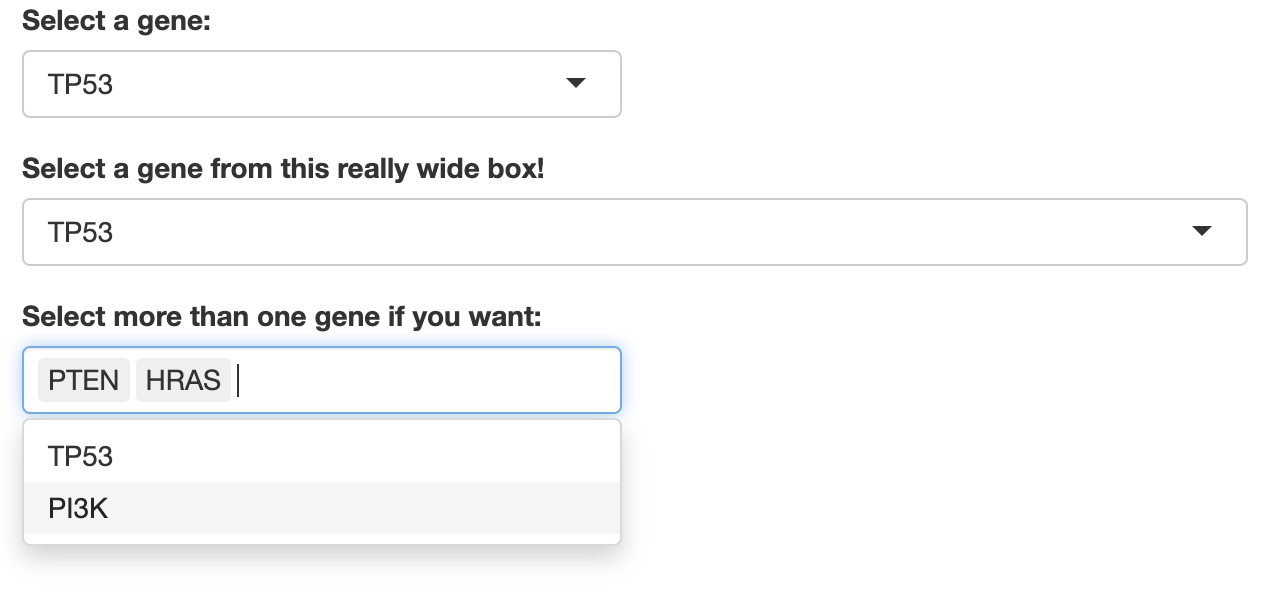 Select a gene:
TP53
Select a gene from this really wide box!
TP53
Select more than one gene if you want:
PTEN HRAS
TP53
PI3K